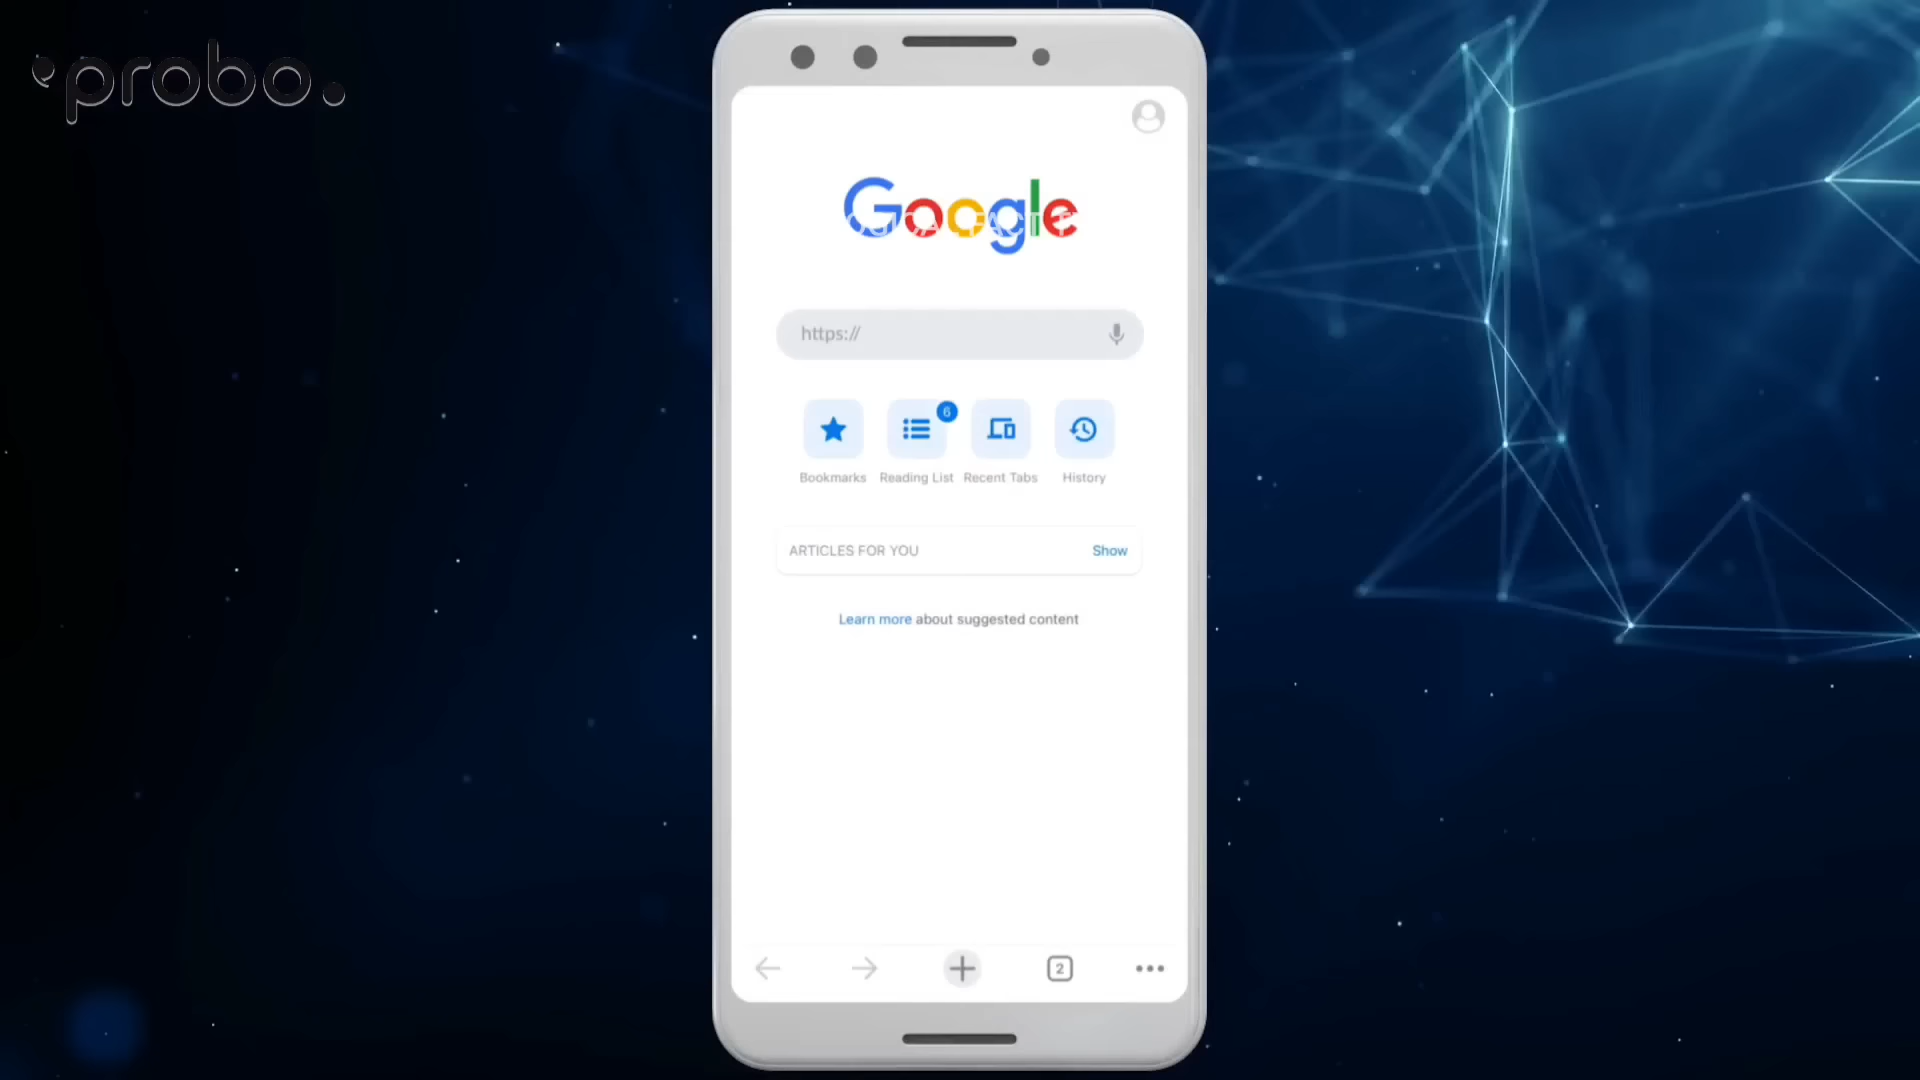 probo.
Google
https://
6
Bookmarks Reading List Recent Tabs History
ARTICLES FOR YOU Show
Learn more about suggested content
2